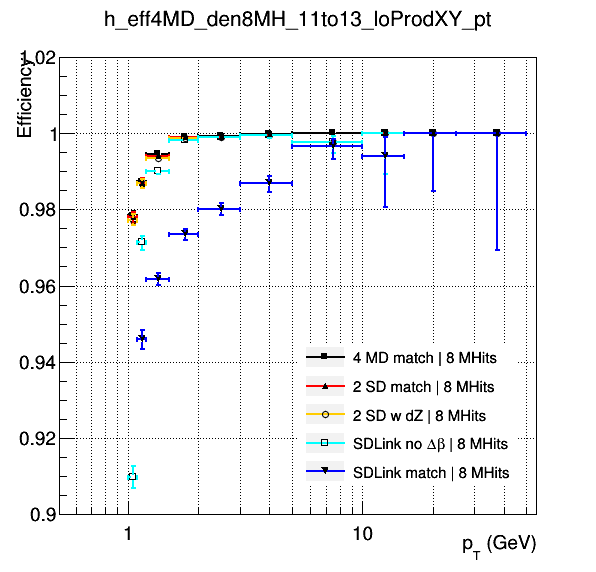 h_eff4MD_den8MH_11to13_loProdXY_pt
Efficiency
1.02
1
0.98
0.96
0.94
0.92
0.9
4 MD match | 8 MHits
2 SD match | 8 MHits
2 SD w dZ | 8 MHits
SDLink no Δβ | 8 MHits
SDLink match | 8 MHits
1
10
p_T (GeV)